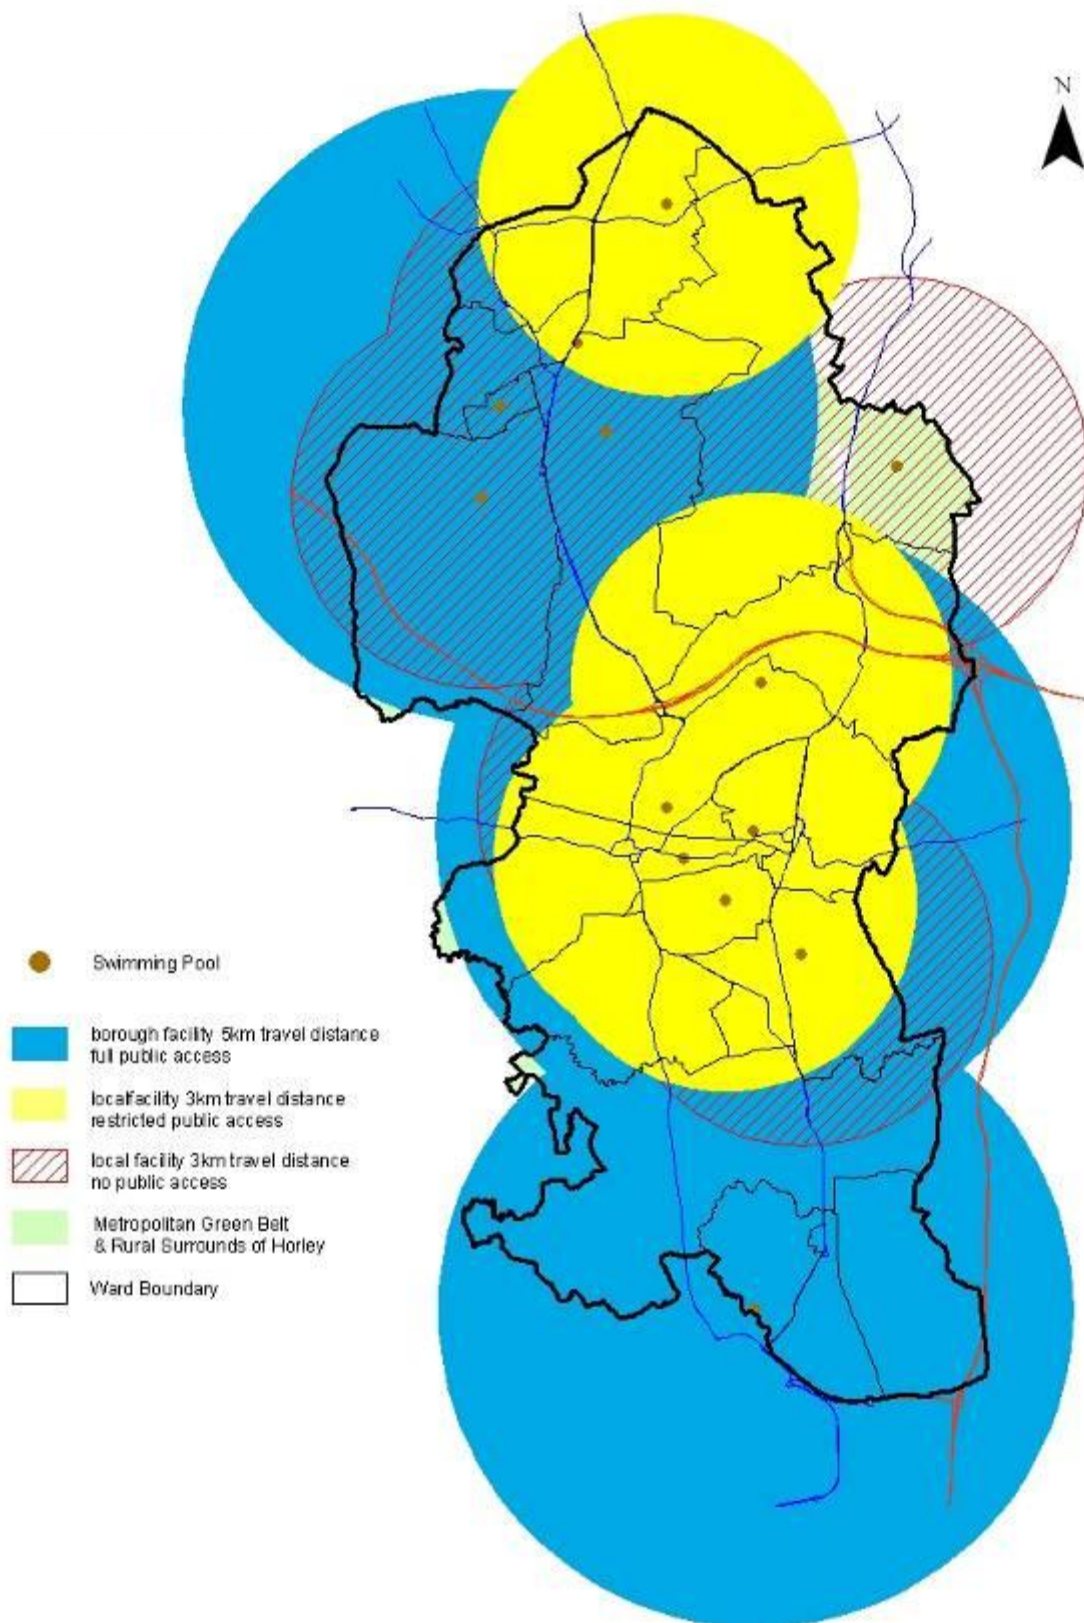 N
Swimming Pool
borough facility 5km travel distance
full public access
localfacility 3km travel distance
restricted public access
local facility 3km travel distance
no public access
Metropolitan Green Belt
& Rural Surrounds of Horley
Ward Boundary